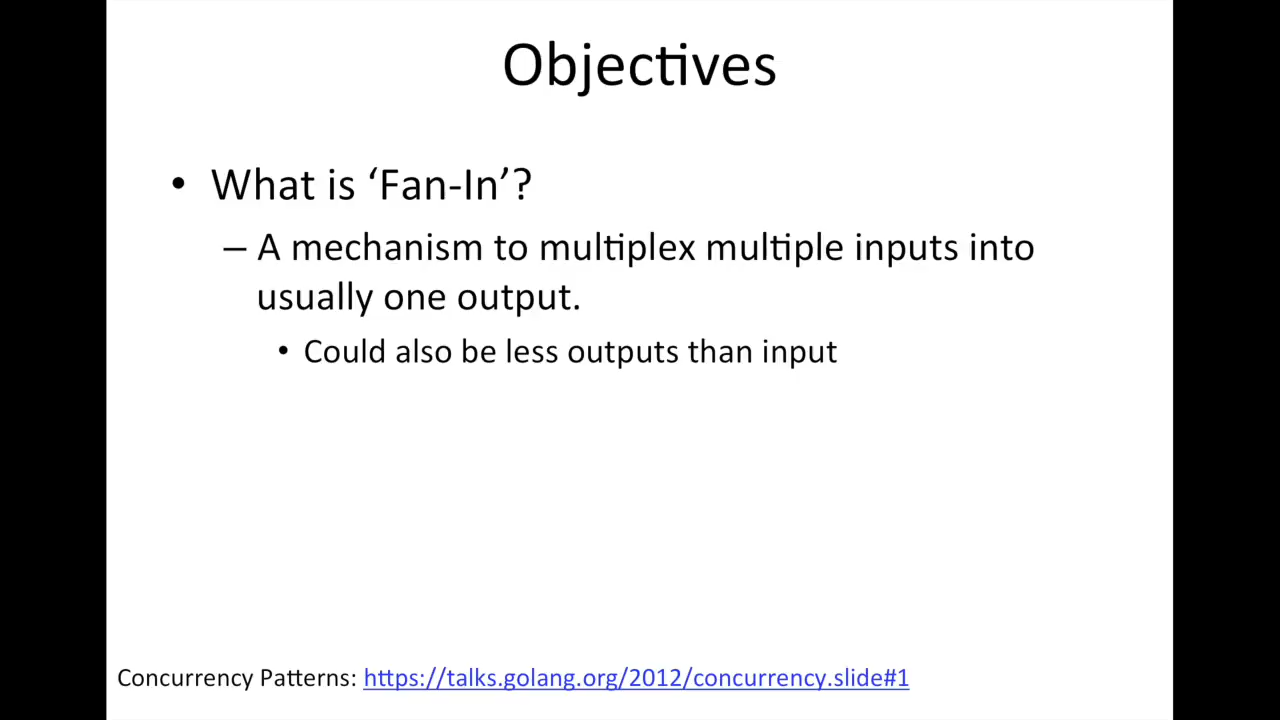 Objectives
• What is ‘Fan-In’?
– A mechanism to multiplex multiple inputs into
usually one output.
• Could also be less outputs than input
Concurrency Patterns: https://talks.golang.org/2012/concurrency.slide#1